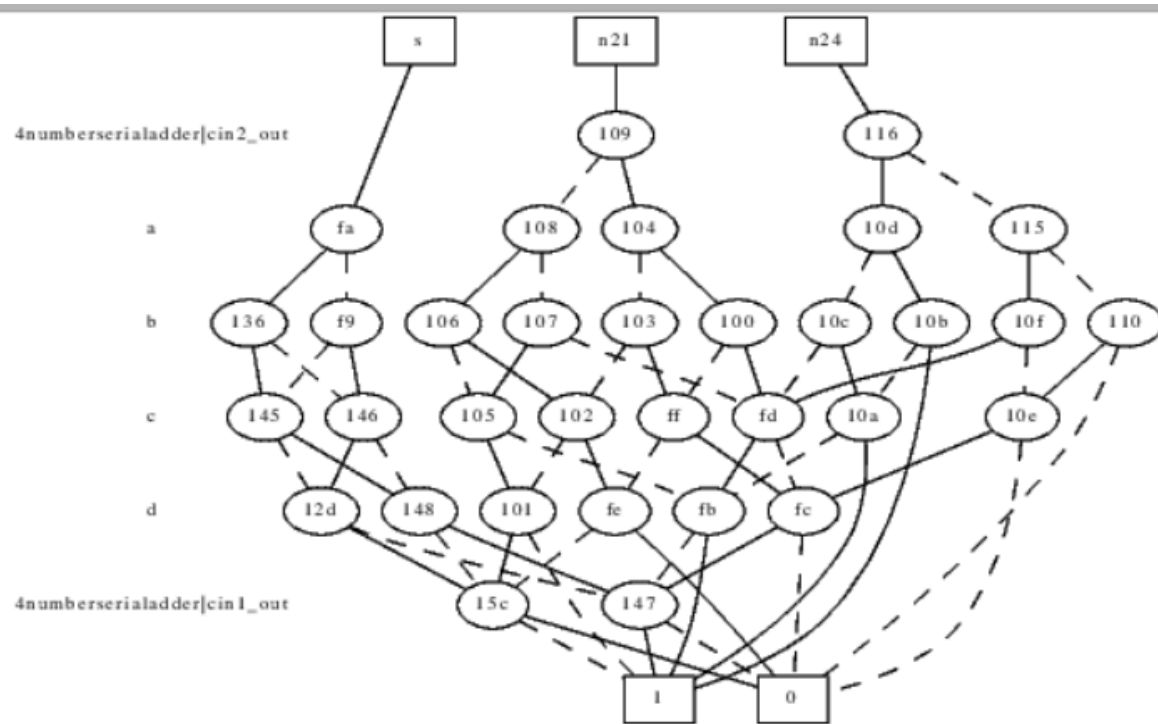 s n21 n24
4numberserialadder|cin2_out 109 116
a fa 108 104 10d 115
b 136 f9 106 107 103 100 10c 10b 10f 110
c 145 146 105 102 ff fd 10a 10e
d 12d 148 101 fe fb fc
4numberserialadder|cin1_out 15c 147
1 0